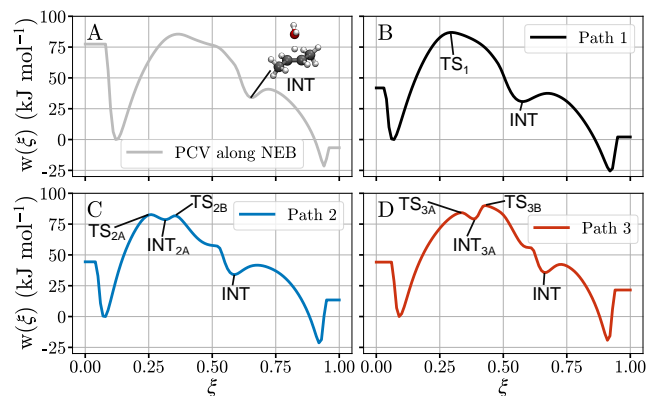 A
INT
PCV along NEB
100
75
50
25
0
-25
w(ξ) (kJ mol⁻¹)
B
Path 1
TS₁
INT
C
Path 2
TS₂A
TS₂B
INT₂A
INT
100
75
50
25
0
-25
w(ξ) (kJ mol⁻¹)
0.00 0.25 0.50 0.75 1.00
ξ
D
Path 3
TS₃A
TS₃B
INT₃A
INT
0.00 0.25 0.50 0.75 1.00
ξ